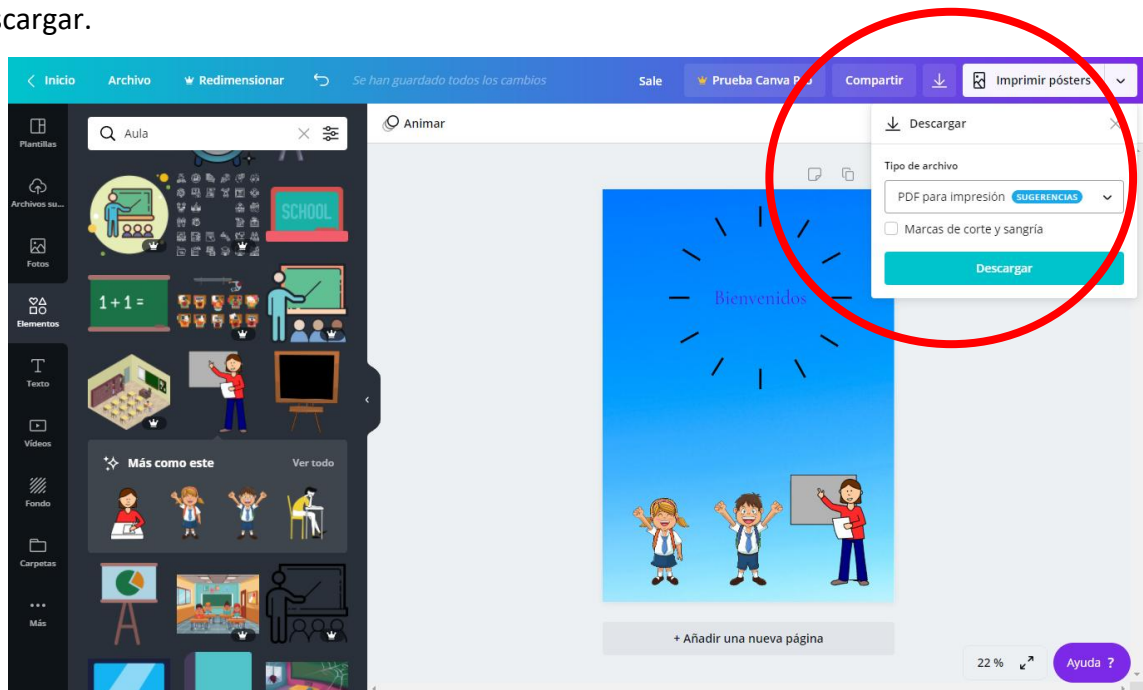 scargar.
Inicio
Archivo
Redimensionar
Se han guardado todos los cambios
Sale
Prueba Canva P
Compartir
Imprimir pósters
Plantillas
Archivos su...
Fotos
Elementos
Texto
Vídeos
Fondo
Carpetas
Más
Aula
SCHOOL
1+1=
Más como este
Ver todo
Animar
Bienvenidos
Descargar
Tipo de archivo
PDF para impresión SUGERENCIAS
Marcas de corte y sangría
Descargar
+ Añadir una nueva página
22 %
Ayuda ?